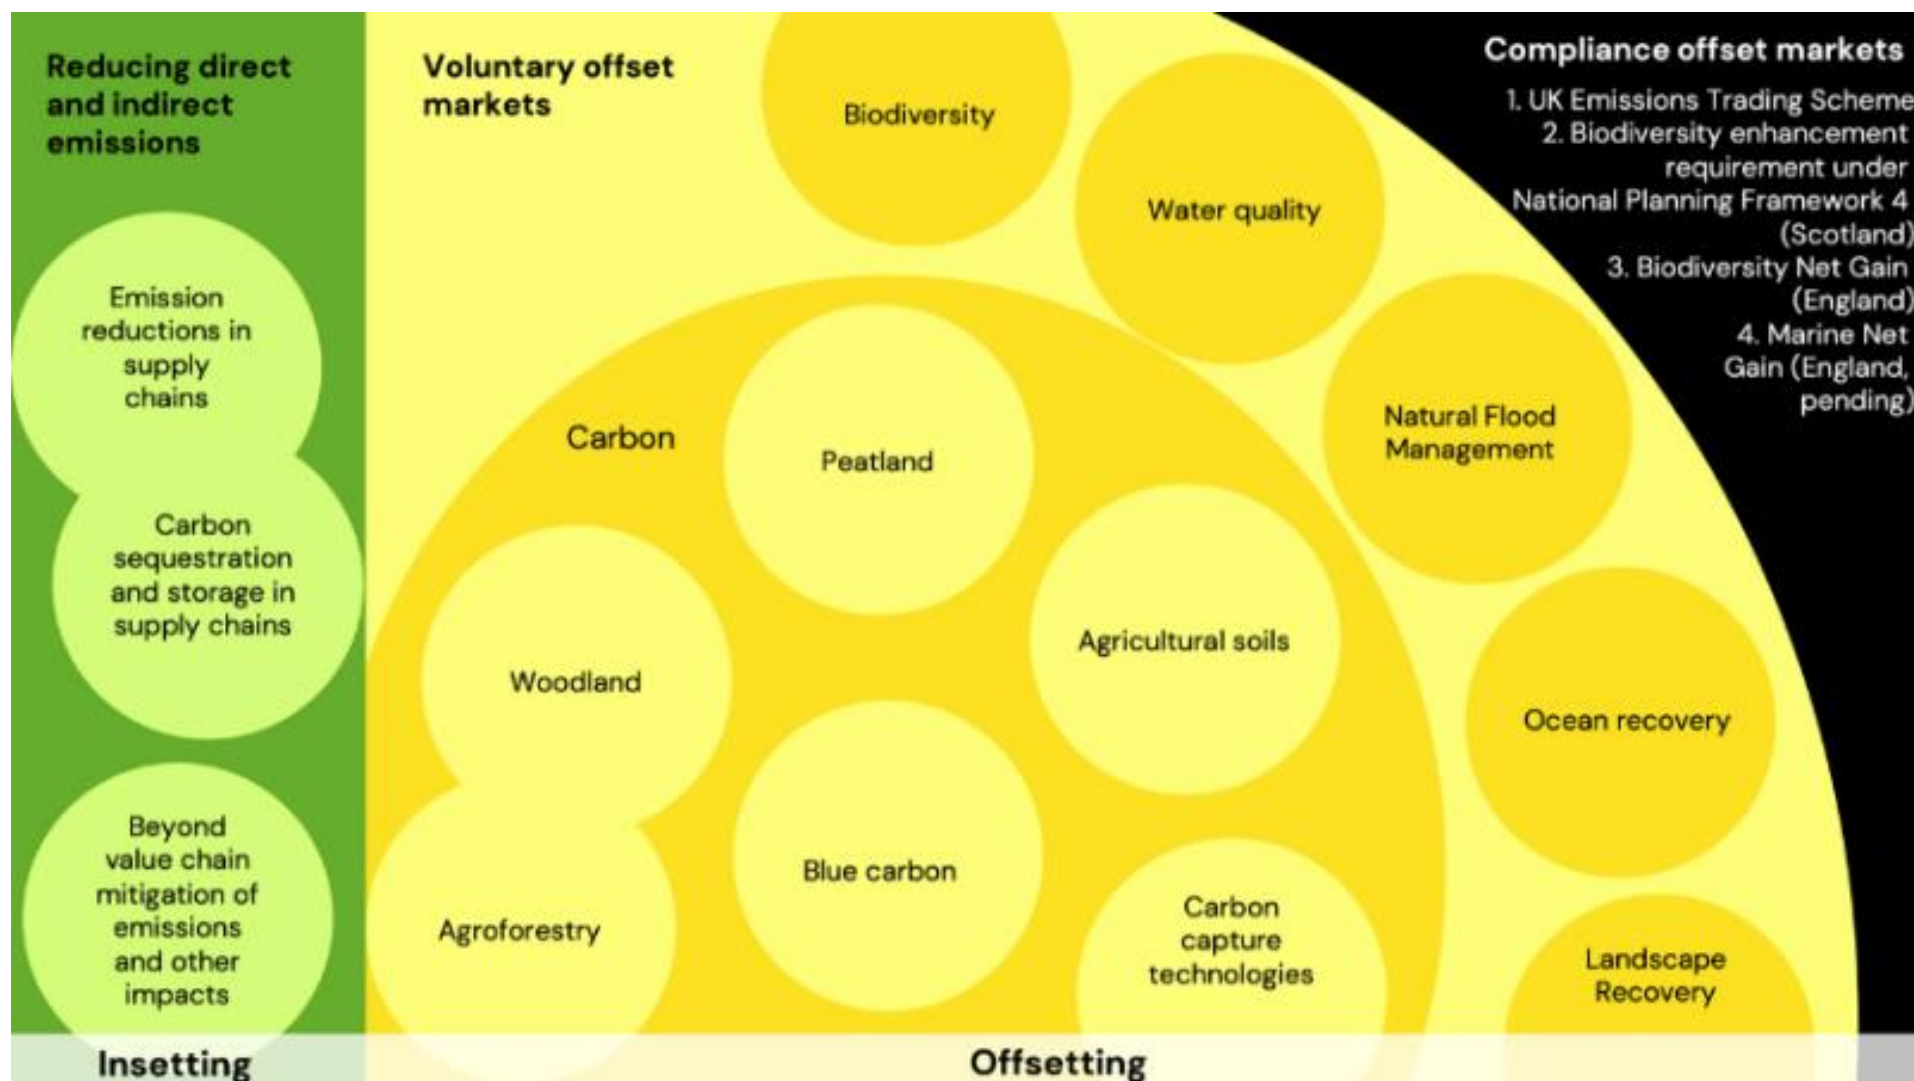 Reducing direct
and indirect
emissions
Emission
reductions in
supply
chains
Carbon
sequestration
and storage in
supply chains
Beyond
value chain
mitigation of
emissions
and other
impacts
Insetting
Voluntary offset
markets
Biodiversity
Water quality
Natural Flood
Management
Ocean recovery
Landscape
Recovery
Carbon
Peatland
Woodland
Agricultural soils
Agroforestry
Blue carbon
Carbon
capture
technologies
Offsetting
Compliance offset markets
1. UK Emissions Trading Scheme
2. Biodiversity enhancement
requirement under
National Planning Framework 4
(Scotland)
3. Biodiversity Net Gain
(England)
4. Marine Net
Gain (England,
pending)